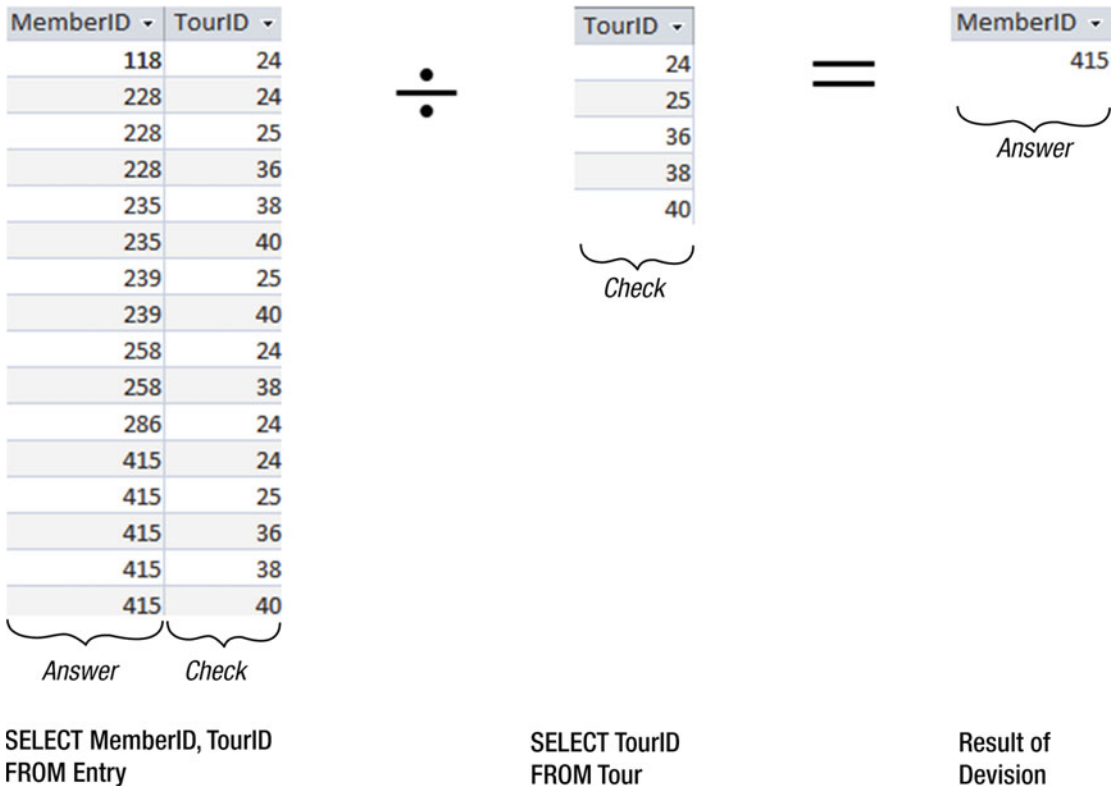 MemberID TourID
118 24
228 24
228 25
228 36
235 38
235 40
239 25
239 40
258 24
258 38
286 24
415 24
415 25
415 36
415 38
415 40
Answer Check
SELECT MemberID, TourID
FROM Entry
÷
TourID
24
25
36
38
40
Check
SELECT TourID
FROM Tour
=
MemberID
415
Answer
Result of
Devision